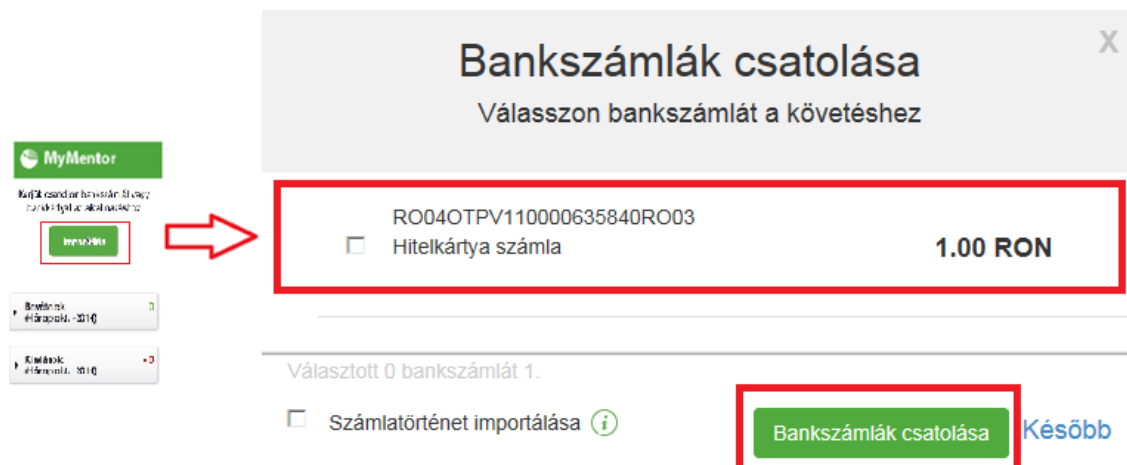 Bankszámlák csatolása
X
Válasszon bankszámlát a követéshez
MyMentor
RO04OTPV110000635840RO03
Hitelkártya számla
1.00 RON
Választott 0 bankszámlát 1.
Számlatörténet importálása
Bankszámlák csatolása
Később